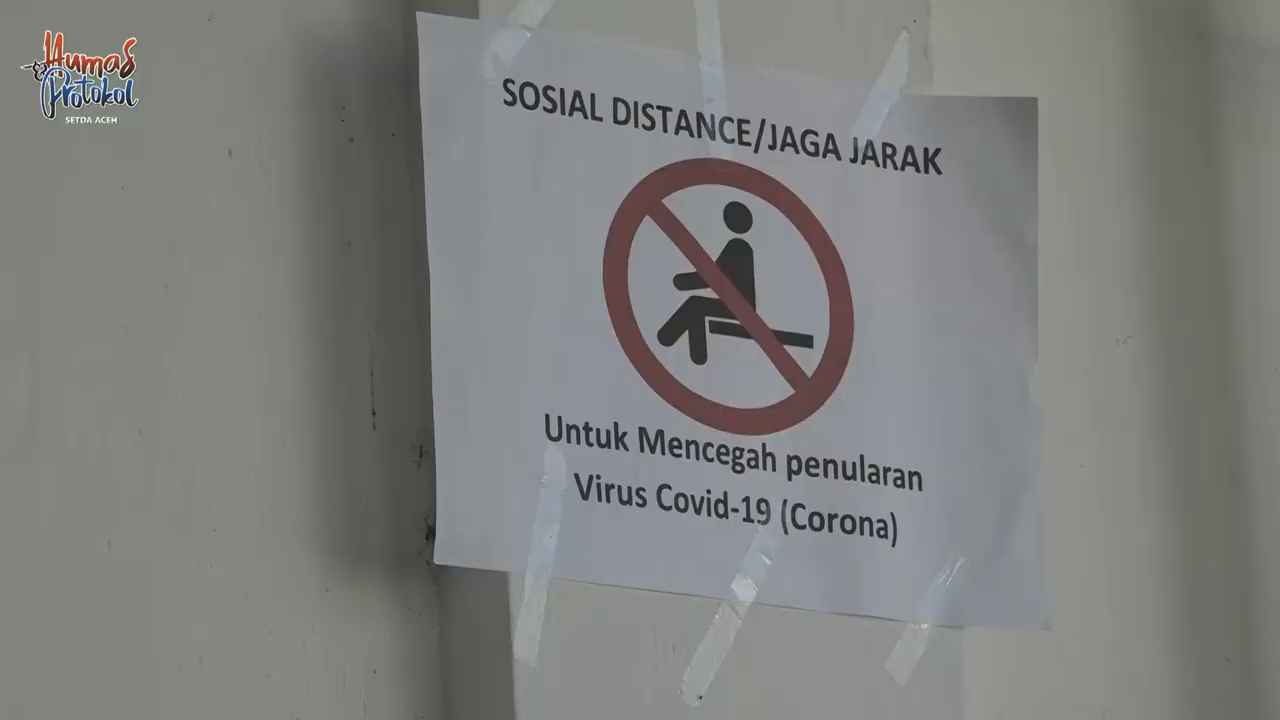 Humas
Protokol
SETDA ACEH
SOSIAL DISTANCE/JAGA JARAK
Untuk Mencegah penularan
Virus Covid-19 (Corona)